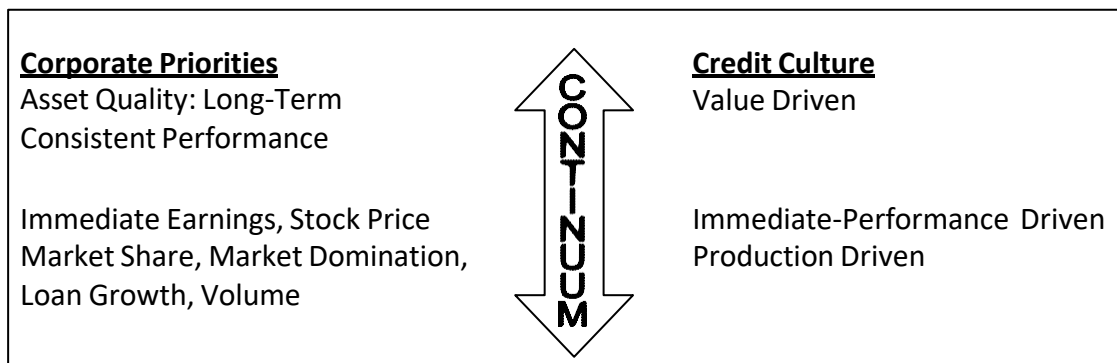 Corporate Priorities
Asset Quality: Long-Term
Consistent Performance
Immediate Earnings, Stock Price
Market Share, Market Domination,
Loan Growth, Volume
CONTINUUM
Credit Culture
Value Driven
Immediate-Performance Driven
Production Driven